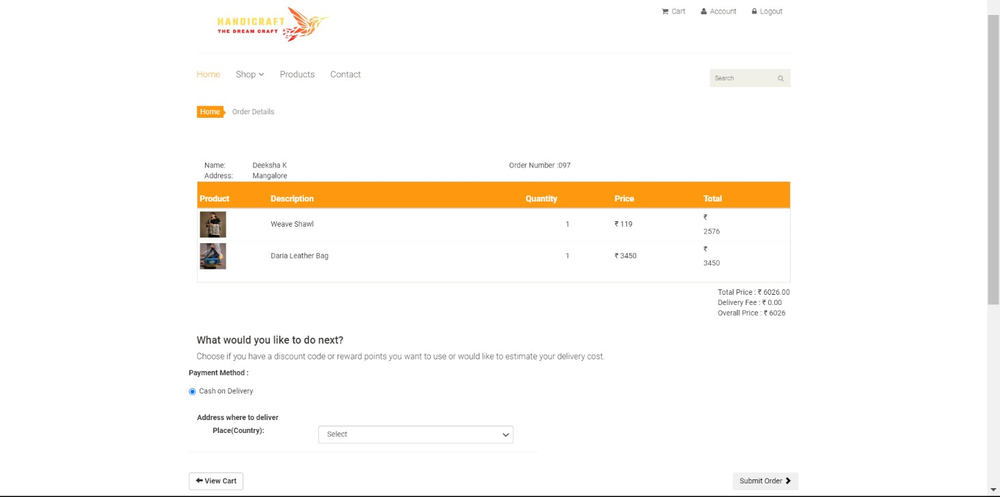 HANDICRAFT
THE DREAM CRAFT
Cart Account Logout
Home Shop Products Contact
Search
Home Order Details
Name: Deeksha K Order Number :097
Address: Mangalore
Product Description Quantity Price Total
Weave Shawl 1 ₹ 119 ₹ 2576
Daria Leather Bag 1 ₹ 3450 ₹ 3450
Total Price : ₹ 6026.00
Delivery Fee : ₹ 0.00
Overall Price : ₹ 6026
What would you like to do next?
Choose if you have a discount code or reward points you want to use or would like to estimate your delivery cost.
Payment Method :
Cash on Delivery
Address where to deliver
Place(Country): Select
View Cart Submit Order